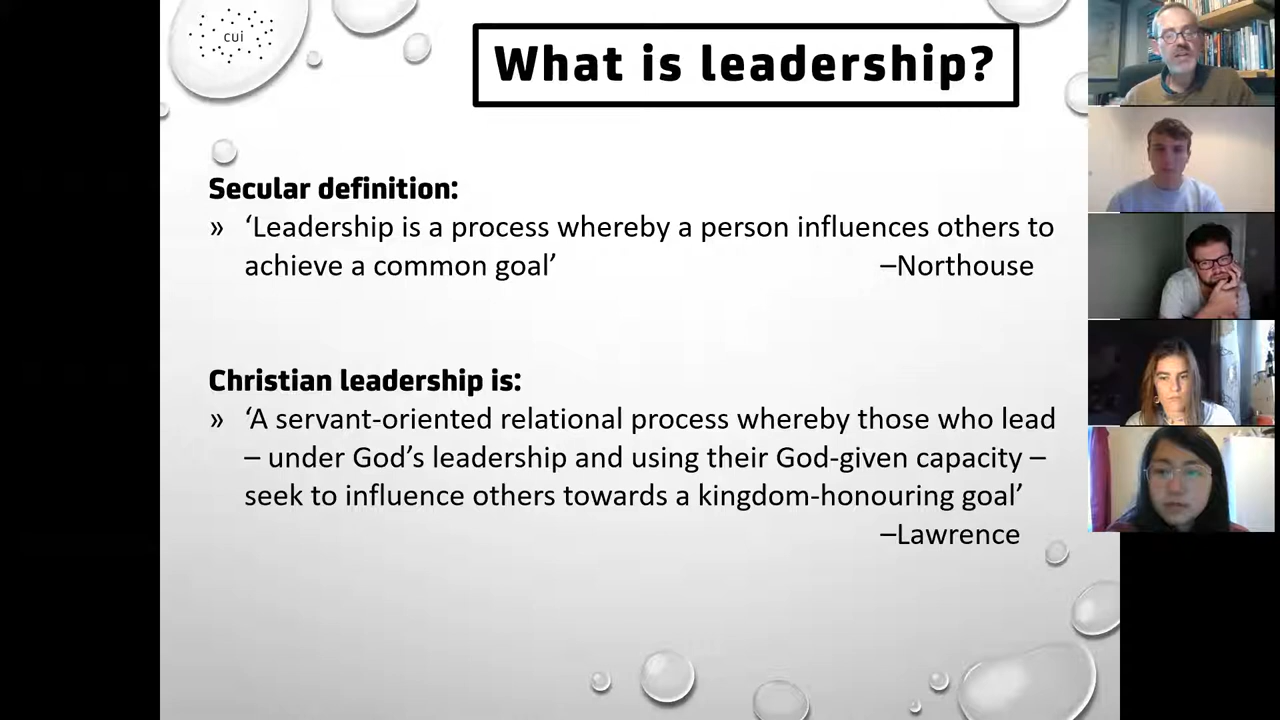 cui
What is leadership?
Secular definition:
» ‘Leadership is a process whereby a person influences others to
achieve a common goal’ –Northouse
Christian leadership is:
» ‘A servant-oriented relational process whereby those who lead
– under God’s leadership and using their God-given capacity –
seek to influence others towards a kingdom-honouring goal’
–Lawrence